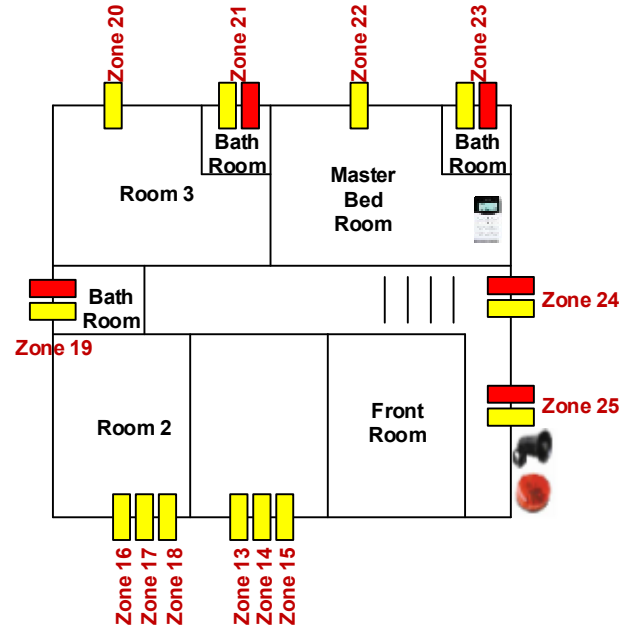 Zone 20
Zone 21
Zone 22
Zone 23
Bath
Room
Bath
Room
Room 3
Master
Bed
Room
Bath
Room
Zone 19
Zone 24
Zone 25
Room 2
Front
Room
Zone 16
Zone 17
Zone 18
Zone 13
Zone 14
Zone 15